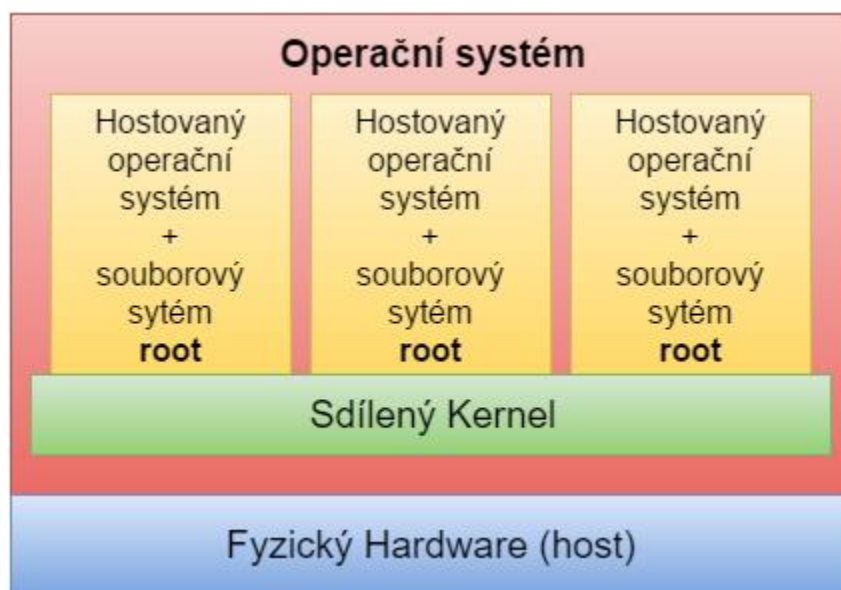 Operační systém
Hostovaný
operační
systém
+
souborový
sytém
root
Hostovaný
operační
systém
+
souborový
sytém
root
Hostovaný
operační
systém
+
souborový
sytém
root
Sdílený Kernel
Fyzický Hardware (host)